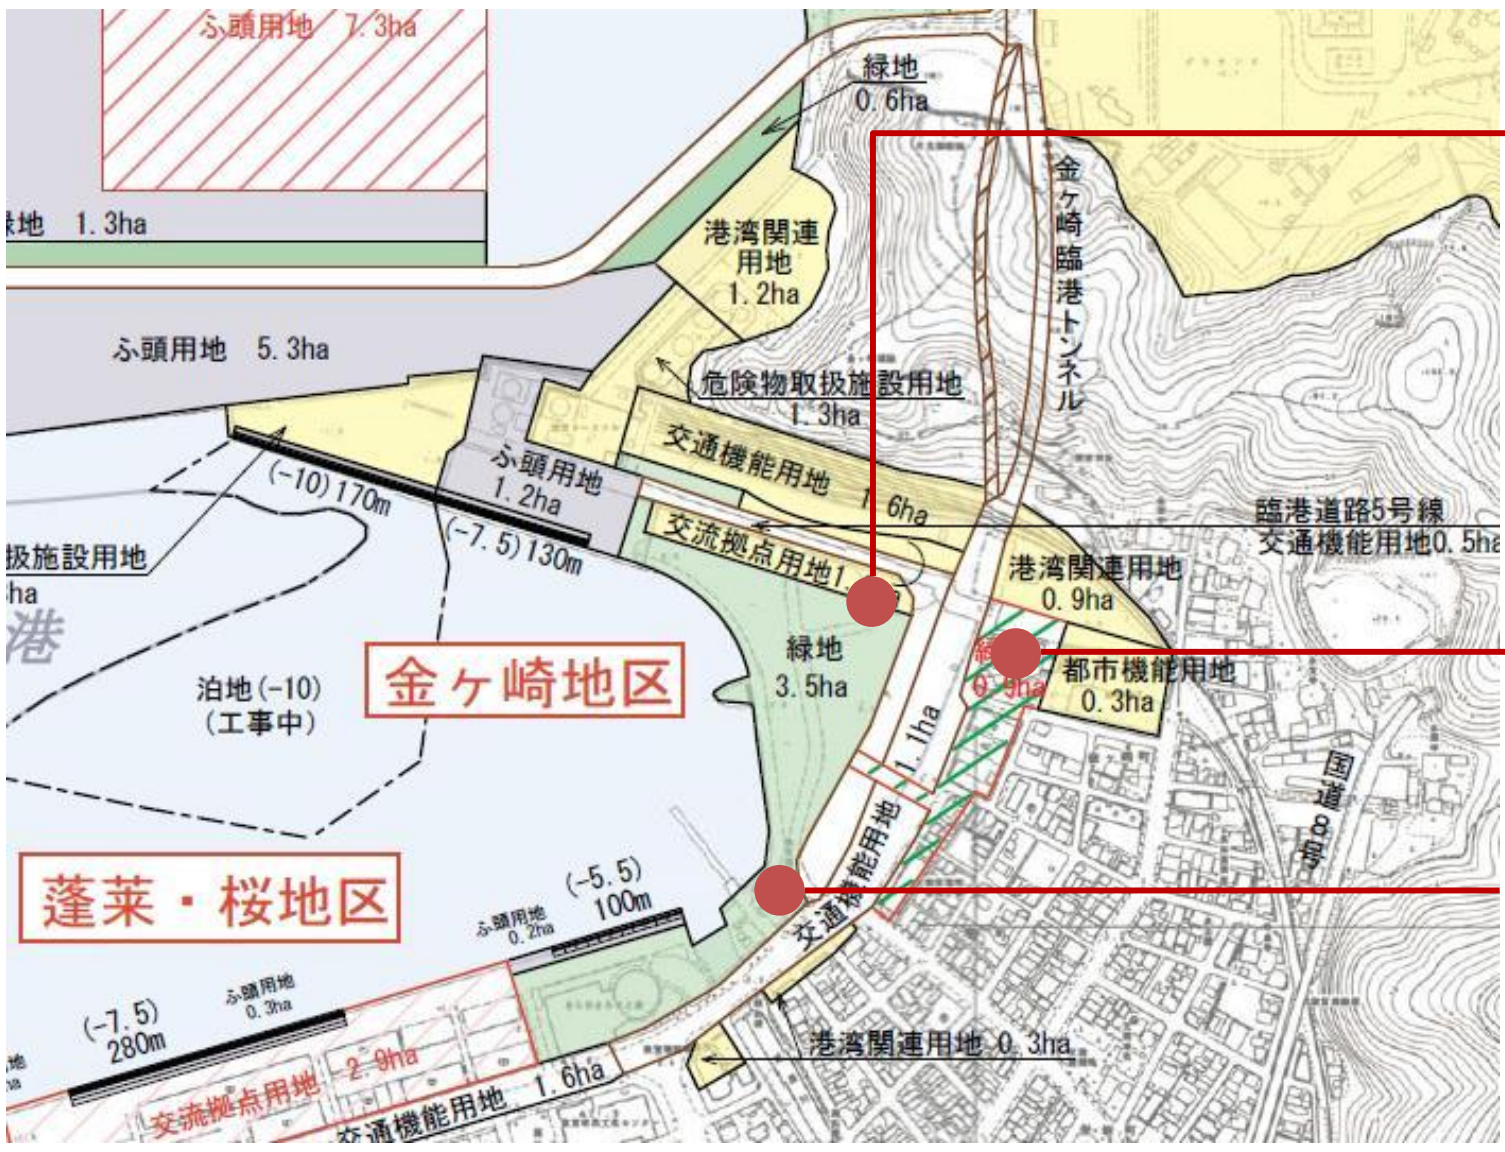 ふ頭用地 7.3ha
緑地
0.6ha
緑地 1.3ha
港湾関連
用地
1.2ha
金ヶ崎臨港トンネル
ふ頭用地 5.3ha
危険物取扱施設用地
1.3ha
交通機能用地 1.6ha
ふ頭用地
1.2ha
(-10)170m
(-7.5)130m
交流拠点用地1.
臨港道路5号線
交通機能用地0.5ha
扱施設用地
ha
港
港湾関連用地
0.9ha
緑地
3.5ha
0.9ha
都市機能用地
0.3ha
金ヶ崎地区
泊地(-10)
(工事中)
1.1ha
国道8号
交通機能用地
蓬莱・桜地区
(-5.5)
100m
ふ頭用地
0.2ha
ふ頭用地
0.3ha
(-7.5)
280m
地
ha
港湾関連用地 0.3ha
交流拠点用地 2.9ha
交通機能用地 1.6ha